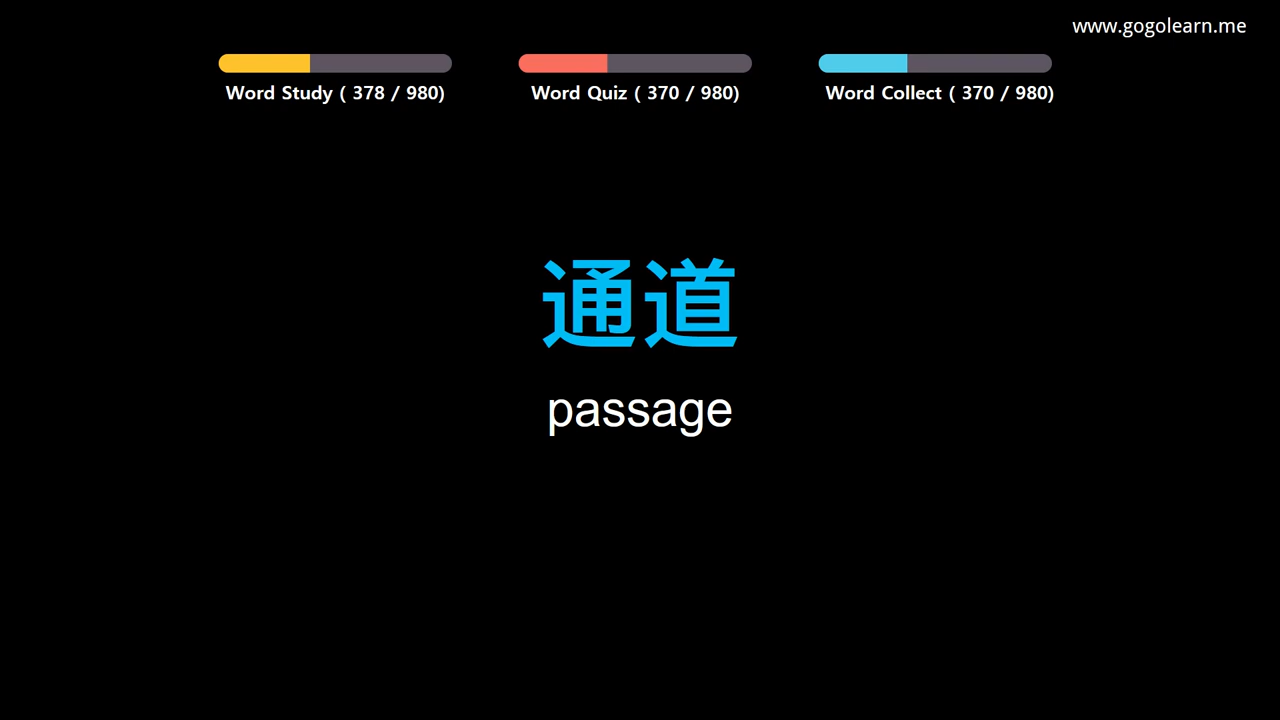 www.gogolearn.me
Word Study ( 378 / 980)
Word Quiz ( 370 / 980)
Word Collect ( 370 / 980)
通道
passage